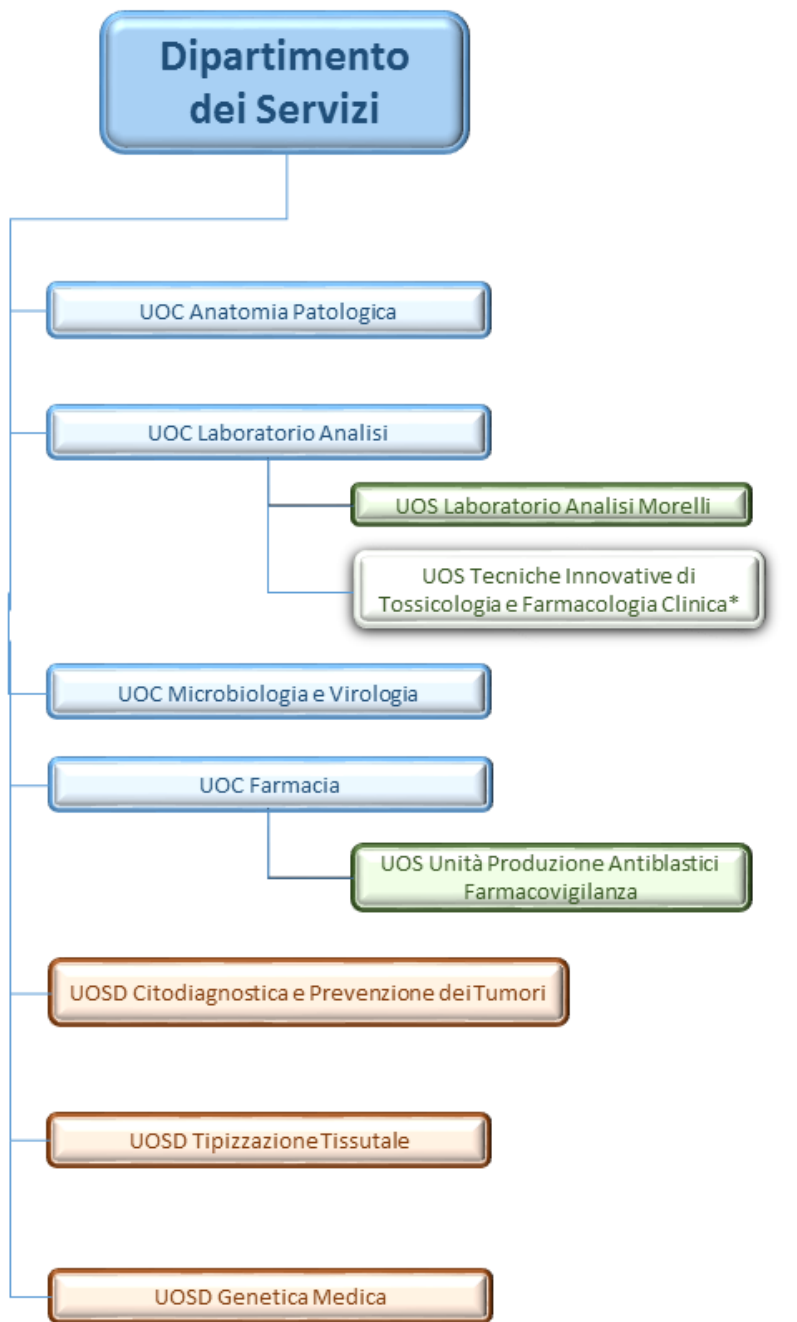 Dipartimento
dei Servizi
UOC Anatomia Patologica
UOC Laboratorio Analisi
UOS Laboratorio Analisi Morelli
UOS Tecniche Innovative di
Tossicologia e Farmacologia Clinica*
UOC Microbiologia e Virologia
UOC Farmacia
UOS Unità Produzione Antiblastici
Farmacovigilanza
UOSD Citodiagnostica e Prevenzione dei Tumori
UOSD Tipizzazione Tissutale
UOSD Genetica Medica